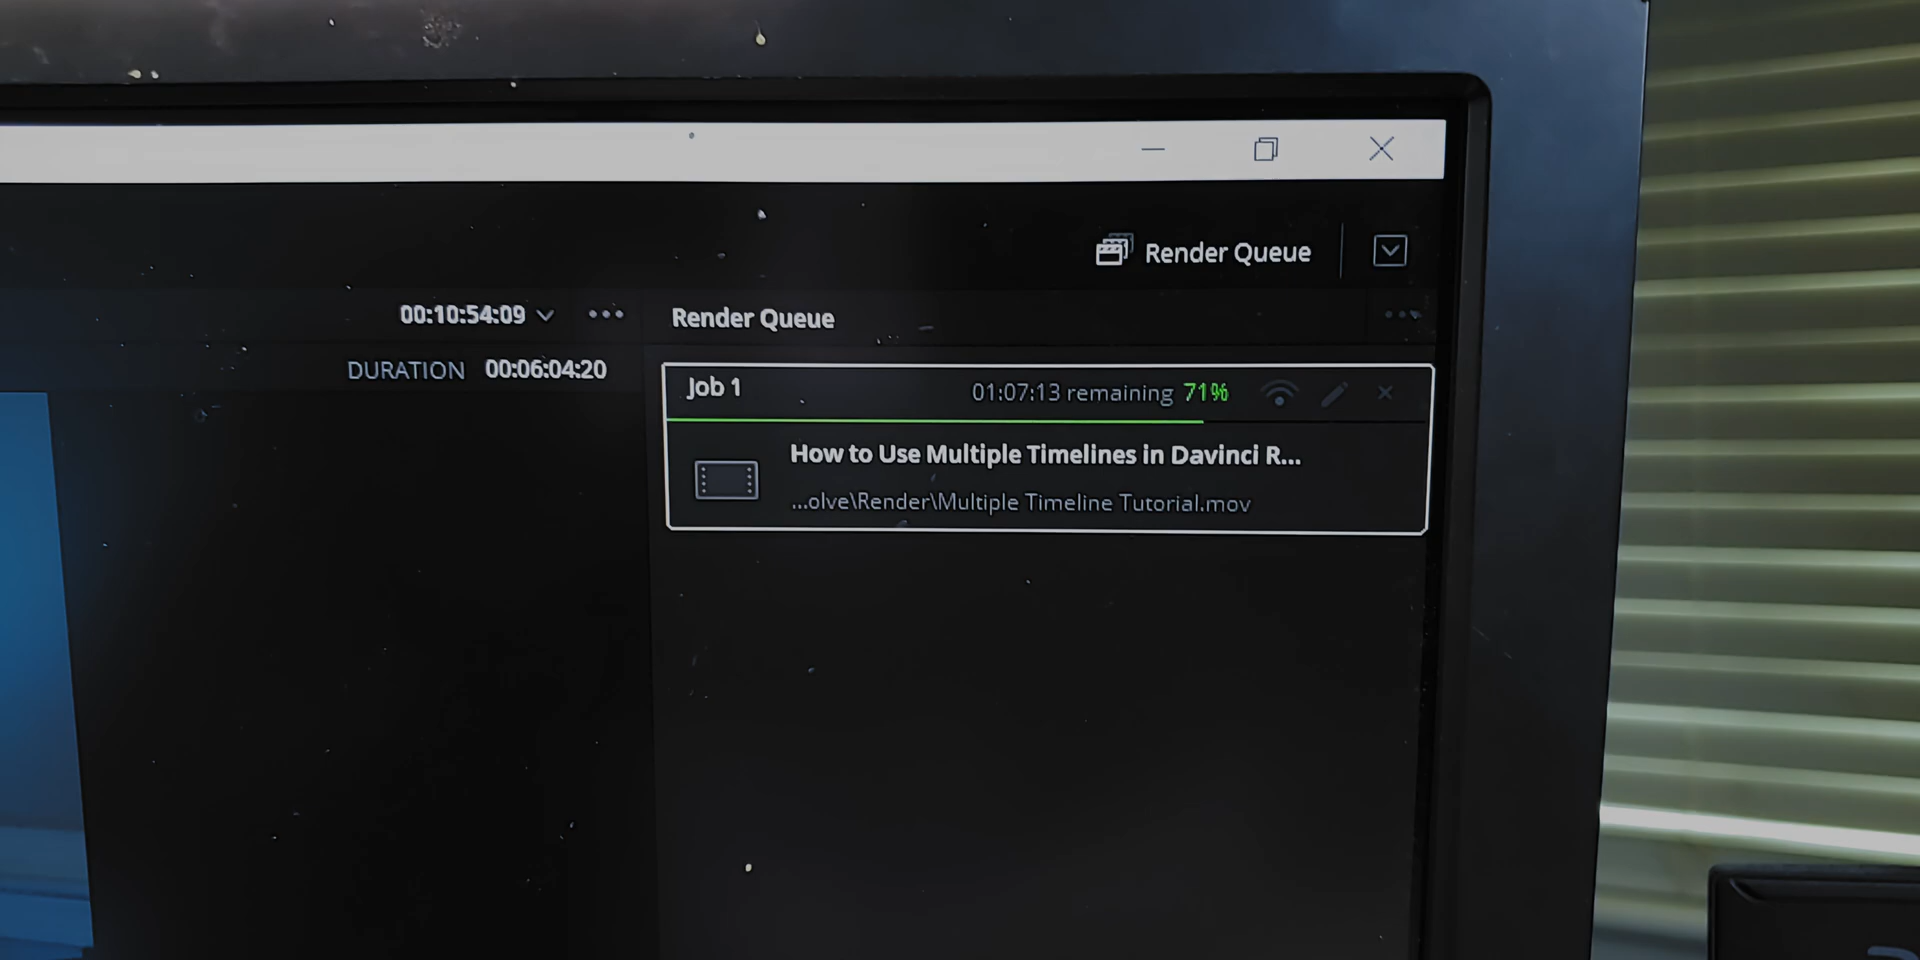 Render Queue
00:10:54:09
Render Queue
DURATION 00:06:04:20
Job 1
01:07:13 remaining 71%
How to Use Multiple Timelines in Davinci R...
...olve\Render\Multiple Timeline Tutorial.mov